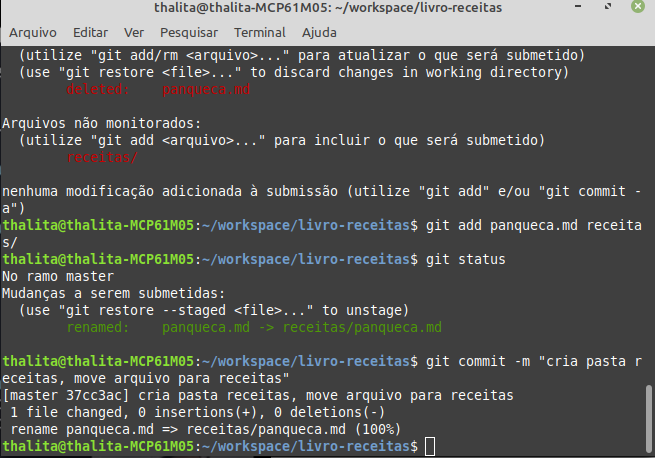 thalita@thalita-MCP61M05: ~/workspace/livro-receitas
Arquivo Editar Ver Pesquisar Terminal Ajuda
(utilize "git add/rm <arquivo>..." para atualizar o que será submetido)
(use "git restore <file>..." to discard changes in working directory)
deleted: panqueca.md
Arquivos não monitorados:
(utilize "git add <arquivo>..." para incluir o que será submetido)
receitas/
nenhuma modificação adicionada à submissão (utilize "git add" e/ou "git commit -
a")
thalita@thalita-MCP61M05:~/workspace/livro-receitas$ git add panqueca.md receita
s/
thalita@thalita-MCP61M05:~/workspace/livro-receitas$ git status
No ramo master
Mudanças a serem submetidas:
(use "git restore --staged <file>..." to unstage)
renamed: panqueca.md -> receitas/panqueca.md
thalita@thalita-MCP61M05:~/workspace/livro-receitas$ git commit -m "cria pasta r
eceitas, move arquivo para receitas"
[master 37cc3ac] cria pasta receitas, move arquivo para receitas
1 file changed, 0 insertions(+), 0 deletions(-)
rename panqueca.md => receitas/panqueca.md (100%)
thalita@thalita-MCP61M05:~/workspace/livro-receitas$